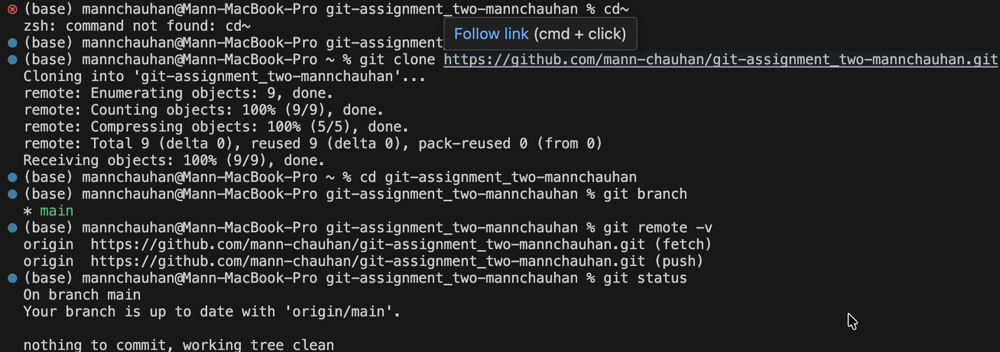 (base) mannchauhan@Mann-MacBook-Pro git-assignment_two-mannchauhan % cd~
zsh: command not found: cd~
Follow link (cmd + click)
(base) mannchauhan@Mann-MacBook-Pro git-assignment
(base) mannchauhan@Mann-MacBook-Pro ~ % git clone https://github.com/mann-chauhan/git-assignment_two-mannchauhan.git
Cloning into 'git-assignment_two-mannchauhan'...
remote: Enumerating objects: 9, done.
remote: Counting objects: 100% (9/9), done.
remote: Compressing objects: 100% (5/5), done.
remote: Total 9 (delta 0), reused 9 (delta 0), pack-reused 0 (from 0)
Receiving objects: 100% (9/9), done.
(base) mannchauhan@Mann-MacBook-Pro ~ % cd git-assignment_two-mannchauhan
(base) mannchauhan@Mann-MacBook-Pro git-assignment_two-mannchauhan % git branch
* main
(base) mannchauhan@Mann-MacBook-Pro git-assignment_two-mannchauhan % git remote -v
origin  https://github.com/mann-chauhan/git-assignment_two-mannchauhan.git (fetch)
origin  https://github.com/mann-chauhan/git-assignment_two-mannchauhan.git (push)
(base) mannchauhan@Mann-MacBook-Pro git-assignment_two-mannchauhan % git status
On branch main
Your branch is up to date with 'origin/main'.
nothing to commit, working tree clean